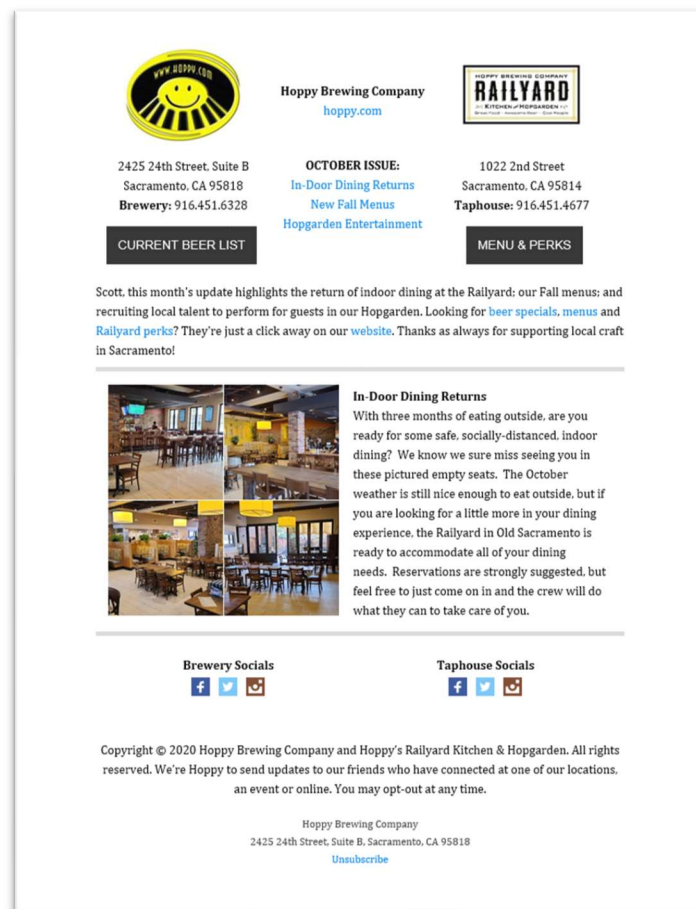 WWW.HOPPY.COM
Hoppy Brewing Company
hoppy.com
HOPPY BREWING COMPANY
RAILYARD
KITCHEN and HOPGARDEN
2425 24th Street, Suite B
Sacramento, CA 95818
Brewery: 916.451.6328
CURRENT BEER LIST
OCTOBER ISSUE:
In-Door Dining Returns
New Fall Menus
Hopgarden Entertainment
1022 2nd Street
Sacramento, CA 95814
Taphouse: 916.451.4677
MENU & PERKS
Scott, this month's update highlights the return of indoor dining at the Railyard; our Fall menus; and
recruiting local talent to perform for guests in our Hopgarden. Looking for beer specials, menus and
Railyard perks? They're just a click away on our website. Thanks as always for supporting local craft
in Sacramento!
In-Door Dining Returns
With three months of eating outside, are you
ready for some safe, socially-distanced, indoor
dining?  We know we sure miss seeing you in
these pictured empty seats.  The October
weather is still nice enough to eat outside, but if
you are looking for a little more in your dining
experience, the Railyard in Old Sacramento is
ready to accommodate all of your dining
needs.  Reservations are strongly suggested, but
feel free to just come on in and the crew will do
what they can to take care of you.
Brewery Socials
Taphouse Socials
Copyright © 2020 Hoppy Brewing Company and Hoppy's Railyard Kitchen & Hopgarden. All rights
reserved. We're Hoppy to send updates to our friends who have connected at one of our locations,
an event or online. You may opt-out at any time.
Hoppy Brewing Company
2425 24th Street, Suite B, Sacramento, CA 95818
Unsubscribe